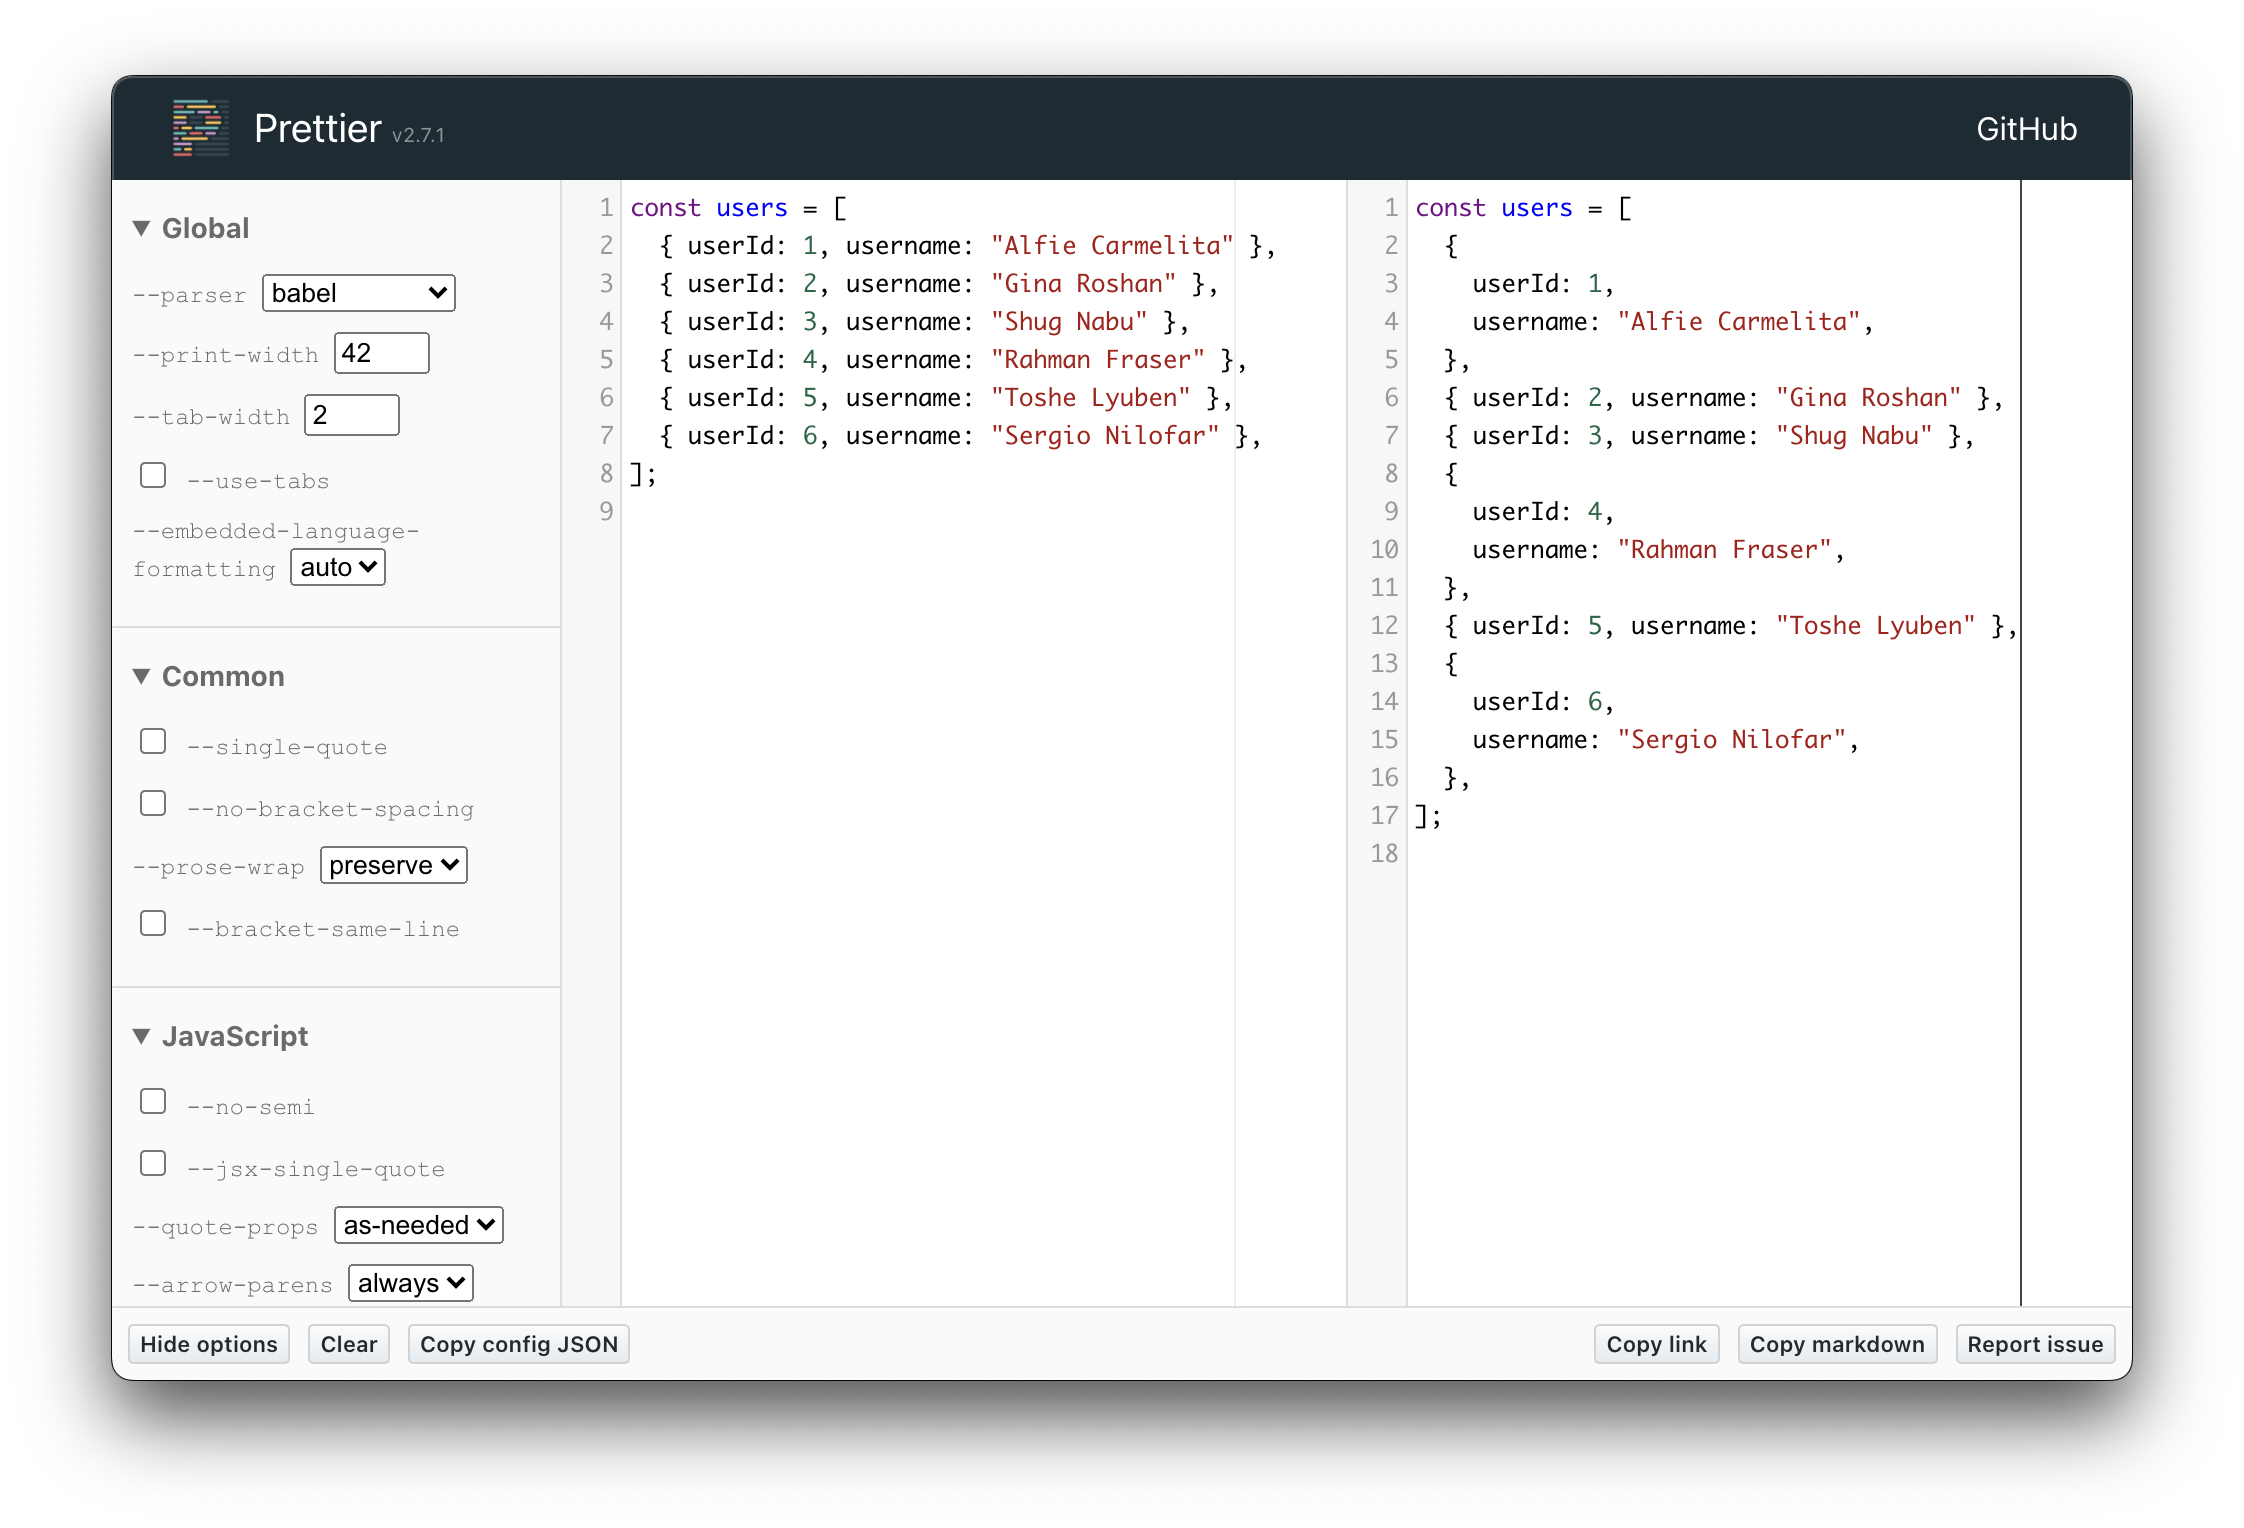 Prettier v2.7.1
GitHub
▼ Global
--parser babel
--print-width 42
--tab-width 2
--use-tabs
--embedded-language-
formatting auto
▼ Common
--single-quote
--no-bracket-spacing
--prose-wrap preserve
--bracket-same-line
▼ JavaScript
--no-semi
--jsx-single-quote
--quote-props as-needed
--arrow-parens always
1 const users = [
2   { userId: 1, username: "Alfie Carmelita" },
3   { userId: 2, username: "Gina Roshan" },
4   { userId: 3, username: "Shug Nabu" },
5   { userId: 4, username: "Rahman Fraser" },
6   { userId: 5, username: "Toshe Lyuben" },
7   { userId: 6, username: "Sergio Nilofar" },
8 ];
9
1 const users = [
2   {
3     userId: 1,
4     username: "Alfie Carmelita",
5   },
6   { userId: 2, username: "Gina Roshan" },
7   { userId: 3, username: "Shug Nabu" },
8   {
9     userId: 4,
10     username: "Rahman Fraser",
11   },
12   { userId: 5, username: "Toshe Lyuben" },
13   {
14     userId: 6,
15     username: "Sergio Nilofar",
16   },
17 ];
18
Hide options
Clear
Copy config JSON
Copy link
Copy markdown
Report issue